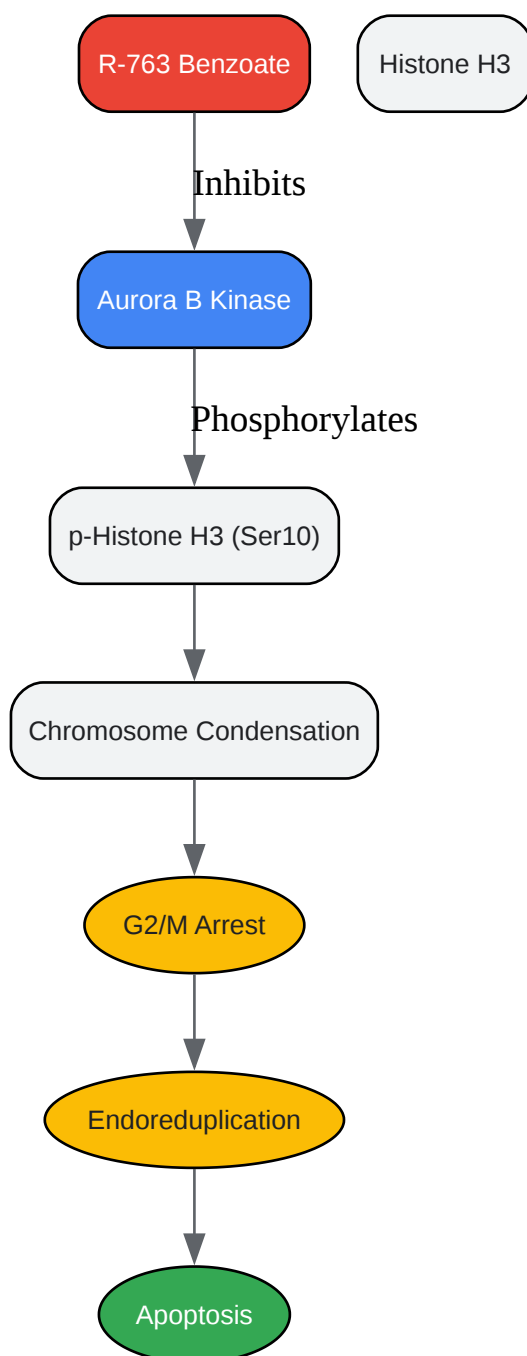 R-763 Benzoate
Histone H3
Inhibits
Aurora B Kinase
Phosphorylates
p-Histone H3 (Ser10)
Chromosome Condensation
G2/M Arrest
Endoreduplication
Apoptosis